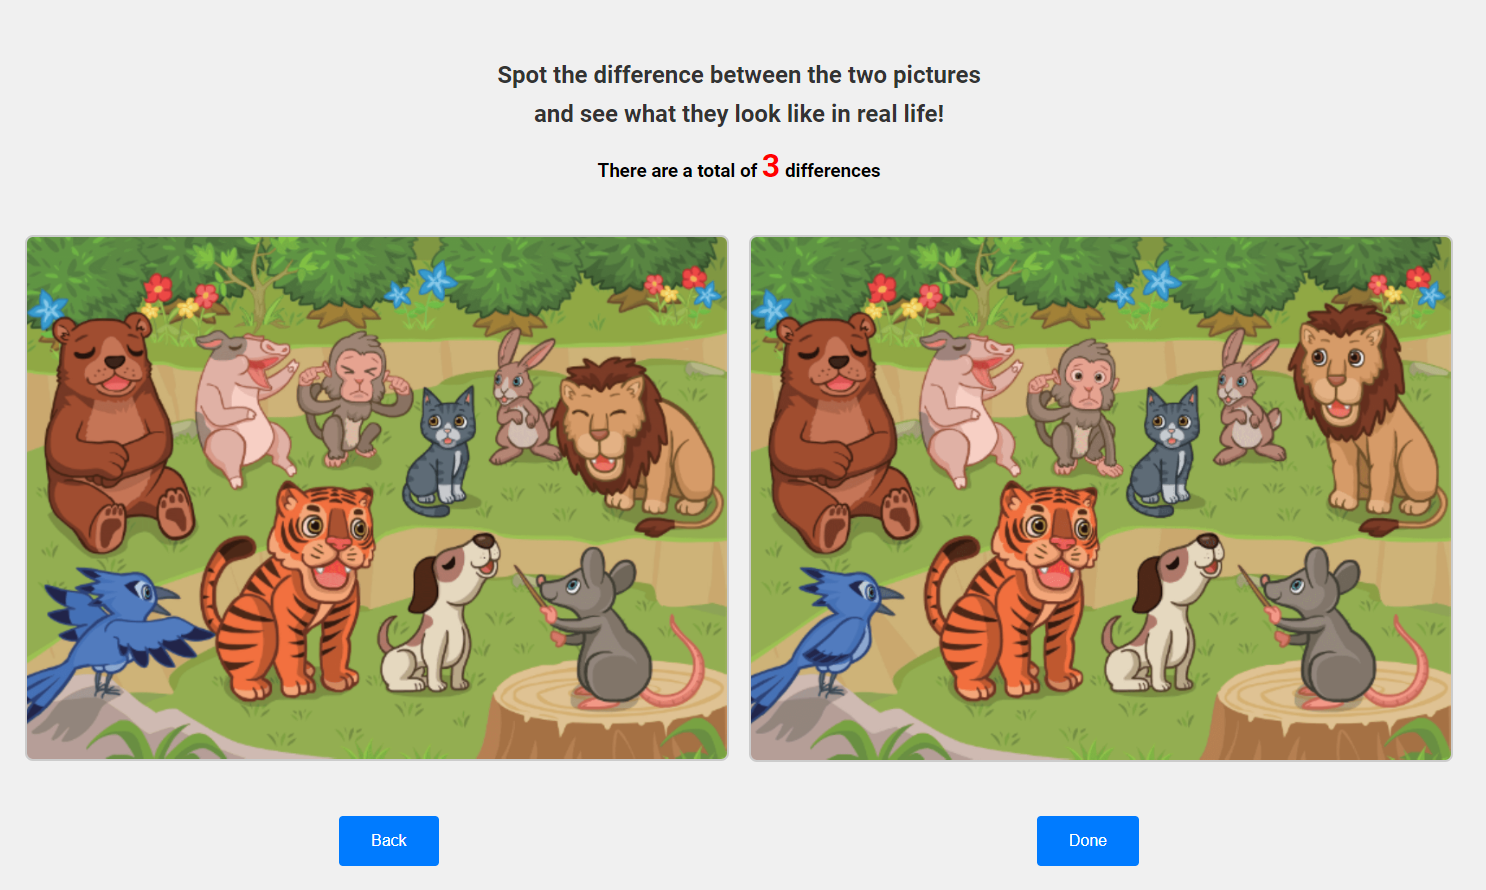 Spot the difference between the two pictures
and see what they look like in real life!
There are a total of 3 differences
Back
Done